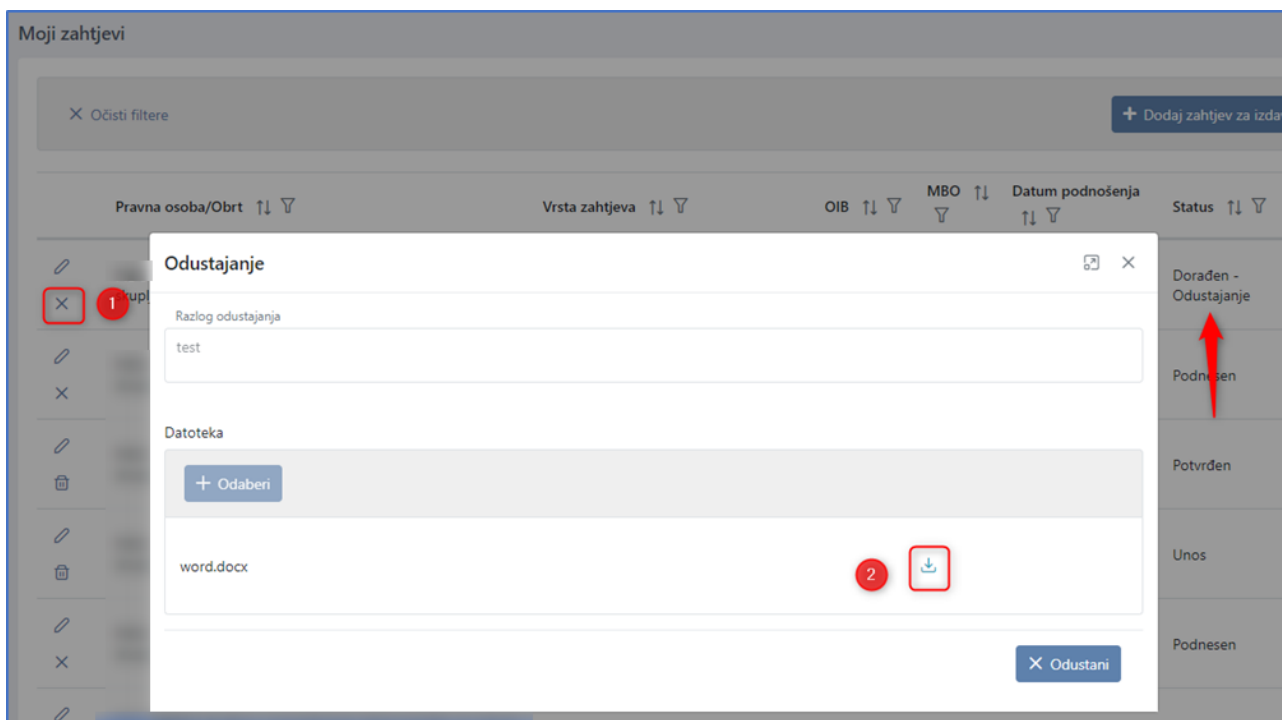 Moji zahtjevi
Očisti filtere
Dodaj zahtjev za izda
Pravna osoba/Obrt
Vrsta zahtjeva
OIB
MBO
Datum podnošenja
Status
Odustajanje
Dorađen -
Odustajanje
1
skupl
Razlog odustajanja
test
Podnesen
Datoteka
Odaberi
Potvrđen
word.docx
2
Unos
Podnesen
Odustani